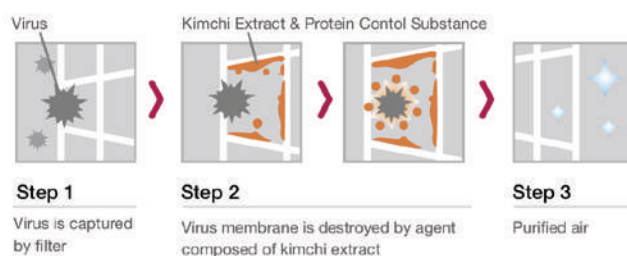 Virus
Kimchi Extract & Protein Contol Substance
Step 1
Virus is captured
by filter
Step 2
Virus membrane is destroyed by agent
composed of kimchi extract
Step 3
Purified air